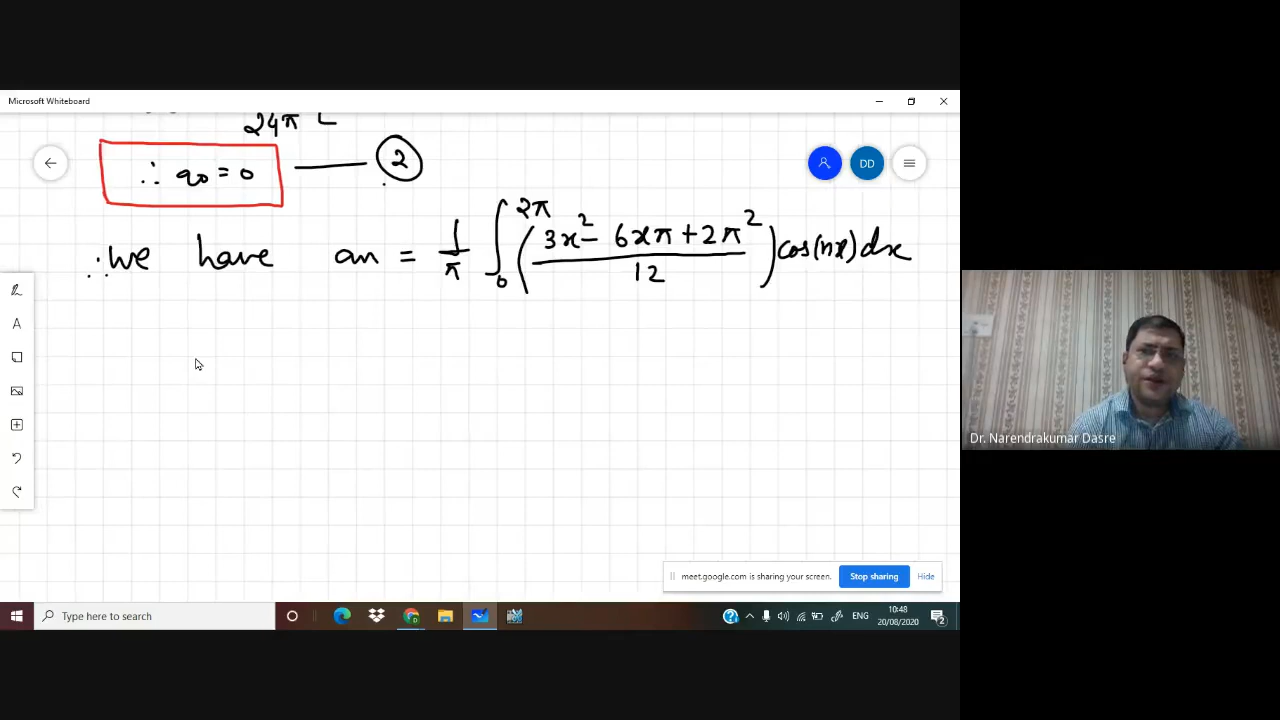 Microsoft Whiteboard
24π
∴ a₀ = 0 ——— 2
DD
∴ We have an = 1/π ∫₀^2π ( (3x² - 6xπ + 2π²) / 12 ) cos(nx) dx
A
Dr. Narendrakumar Dasre
meet.google.com is sharing your screen. Stop sharing Hide
Type here to search
ENG 10:48 20/08/2020 2